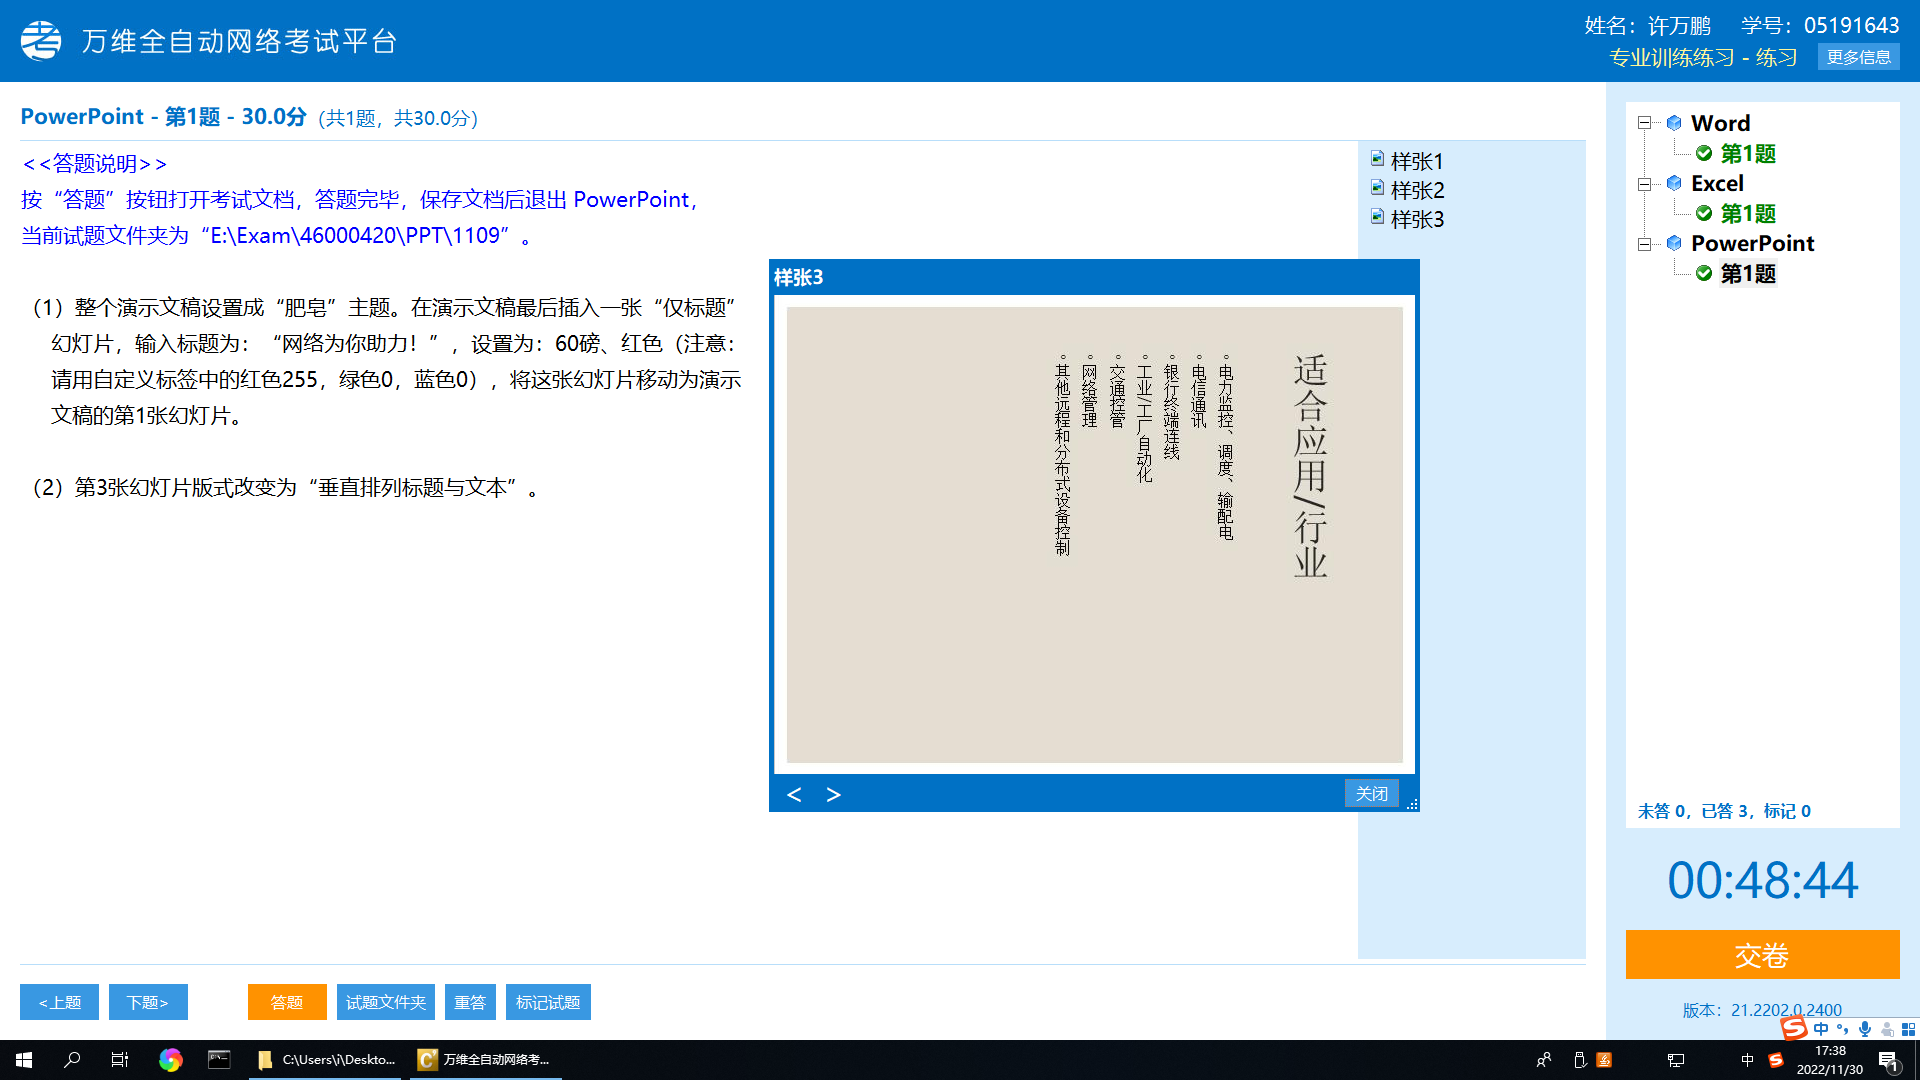 万维全自动网络考试平台
姓名：许万鹏 学号：05191643
专业训练练习 - 练习 更多信息
PowerPoint - 第1题 - 30.0分 (共1题，共30.0分)
<<答题说明>>
按“答题”按钮打开考试文档，答题完毕，保存文档后退出 PowerPoint，
当前试题文件夹为“E:\Exam\46000420\PPT\1109”。
（1）整个演示文稿设置成“肥皂”主题。在演示文稿最后插入一张“仅标题”
幻灯片，输入标题为：“网络为你助力！”，设置为：60磅、红色（注意：
请用自定义标签中的红色255，绿色0，蓝色0），将这张幻灯片移动为演示
文稿的第1张幻灯片。
（2）第3张幻灯片版式改变为“垂直排列标题与文本”。
样张1
样张2
样张3
样张3
适合应用/行业
◦电力监控、调度、输配电
◦电信通讯
◦银行终端连线
◦工业/工厂自动化
◦交通控管
◦网络管理
◦其他远程和分布式设备控制
< > 关闭
Word
第1题
Excel
第1题
PowerPoint
第1题
未答 0，已答 3，标记 0
00:48:44
交卷
版本：21.2202.0.2400
<上题 下题> 答题 试题文件夹 重答 标记试题
中
C:\Users\i\Deskto... 万维全自动网络考... 中 17:38
2022/11/30 1